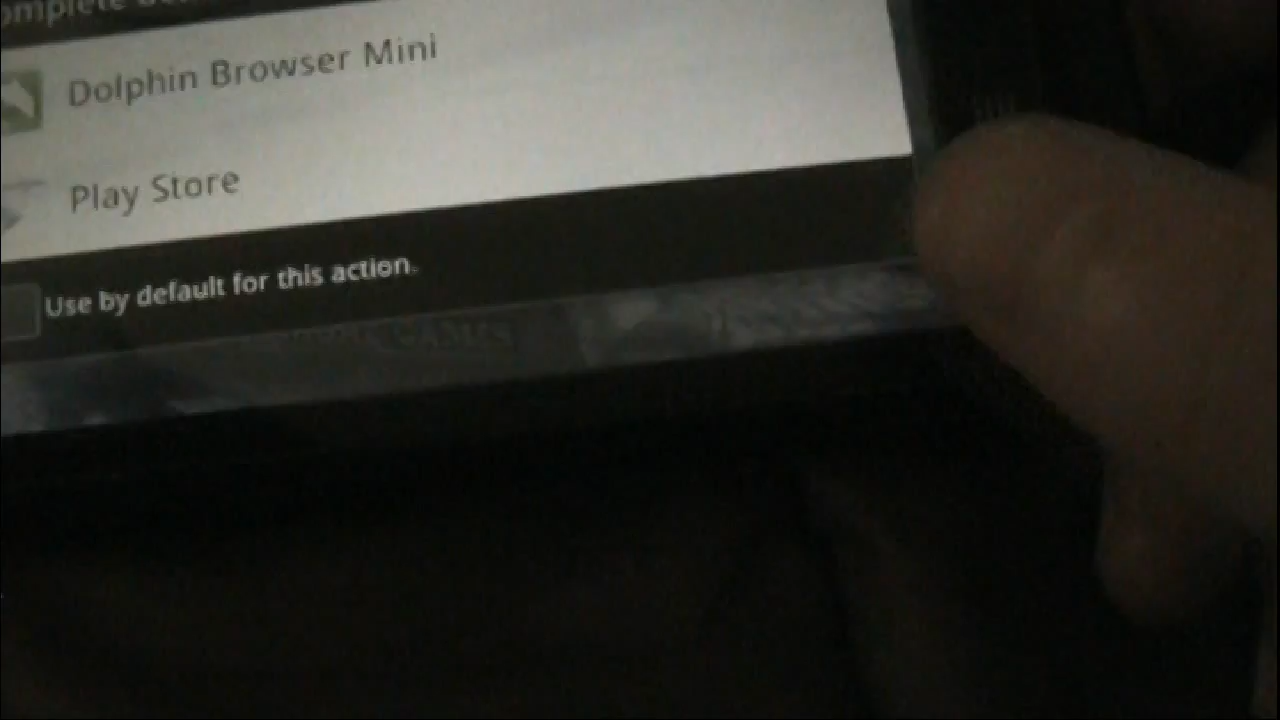 Dolphin Browser Mini
Play Store
Use by default for this action.